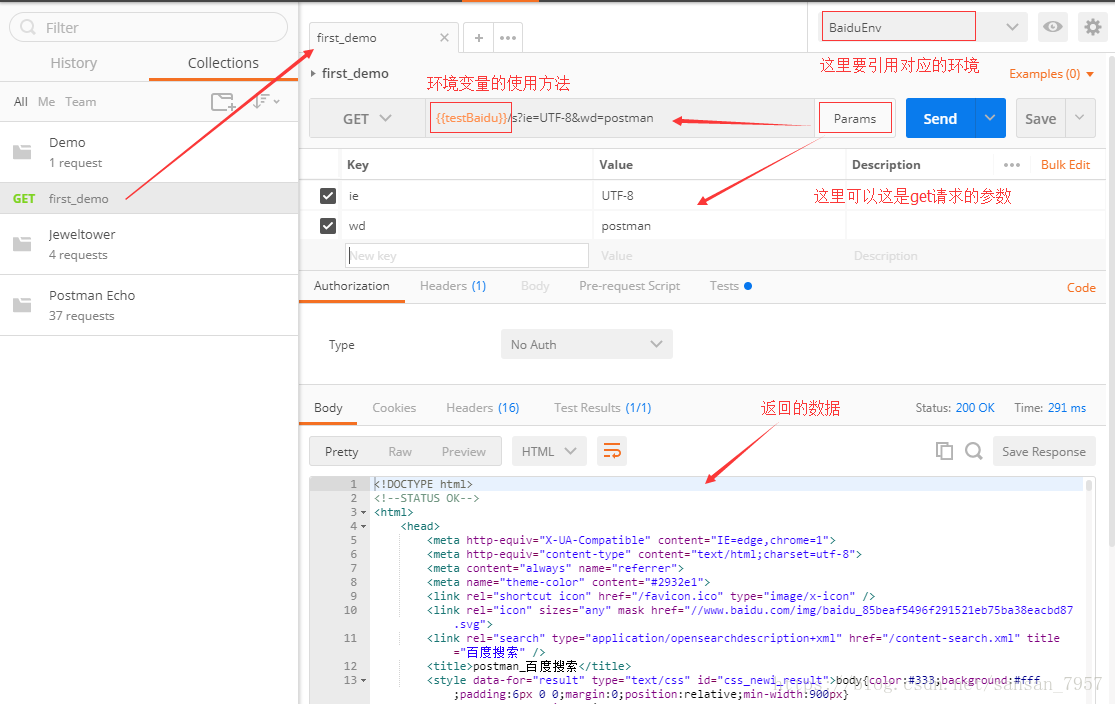 Filter
History
Collections
All Me Team
Demo
1 request
GET first_demo
Jeweltower
4 requests
Postman Echo
37 requests
first_demo
BaiduEnv
first_demo
环境变量的使用方法
这里要引用对应的环境
Examples (0)
GET
{{testBaidu}}/s?ie=UTF-8&wd=postman
Params
Send
Save
Key Value Description Bulk Edit
ie UTF-8
这里可以这是get请求的参数
wd postman
New key Value Description
Authorization Headers (1) Body Pre-request Script Tests Code
Type No Auth
Body Cookies Headers (16) Test Results (1/1)
返回的数据
Status: 200 OK Time: 291 ms
Pretty Raw Preview HTML Save Response
1 <!DOCTYPE html>
2 <!--STATUS OK-->
3 <html>
4 <head>
5 <meta http-equiv="X-UA-Compatible" content="IE=edge,chrome=1">
6 <meta http-equiv="content-type" content="text/html;charset=utf-8">
7 <meta content="always" name="referrer">
8 <meta name="theme-color" content="#2932e1">
9 <link rel="shortcut icon" href="/favicon.ico" type="image/x-icon" />
10 <link rel="icon" sizes="any" mask href="//www.baidu.com/img/baidu_85beaf5496f291521eb75ba38eacbd87
.svg">
11 <link rel="search" type="application/opensearchdescription+xml" href="/content-search.xml" title
="百度搜索" />
12 <title>postman_百度搜索</title>
13 <style data-for="result" type="text/css" id="css_newi_result">body{color:#333;background:#fff
;padding:6px 0 0;margin:0;position:relative;min-width:900px}
https://blog.csdn.net/sansan_7957